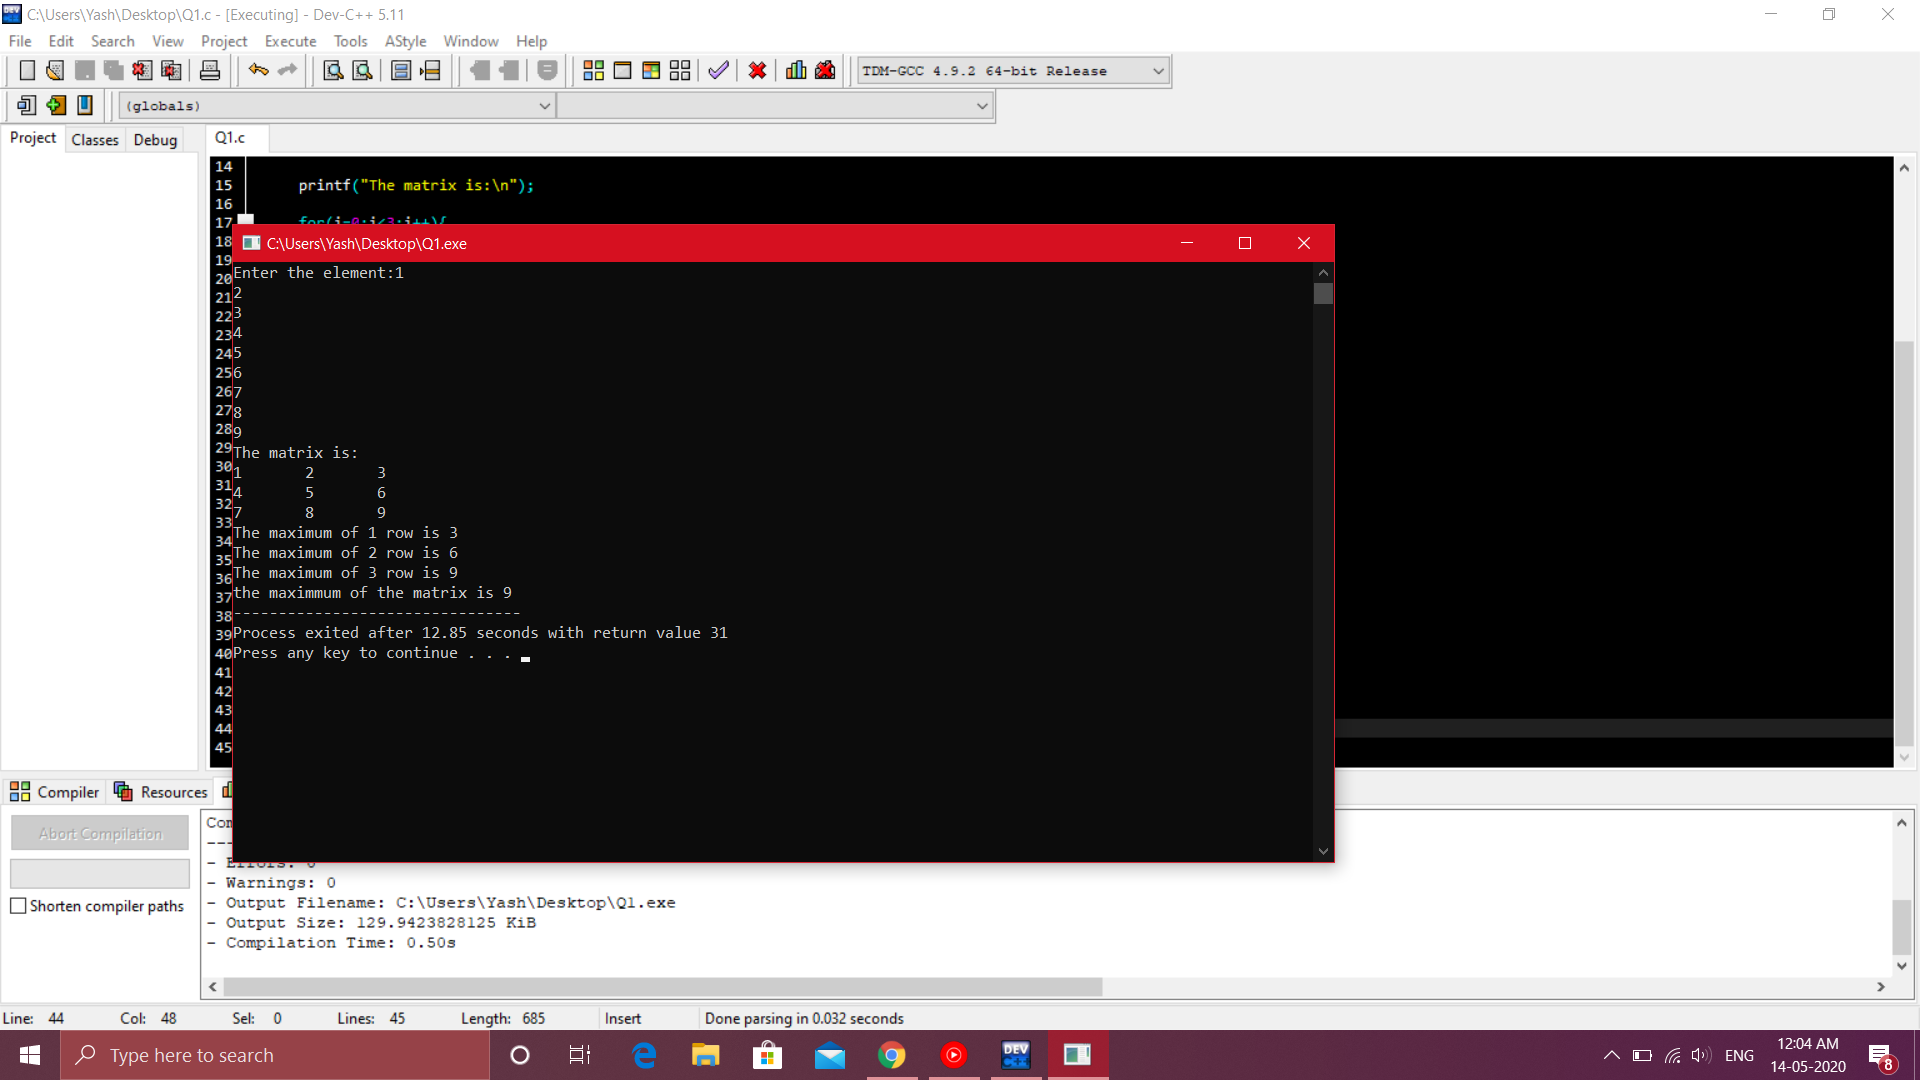 C:\Users\Yash\Desktop\Q1.c - [Executing] - Dev-C++ 5.11
File Edit Search View Project Execute Tools AStyle Window Help
TDM-GCC 4.9.2 64-bit Release
(globals)
Project Classes Debug
Q1.c
14
15 printf("The matrix is:\n");
16
17 for(i=0;i<3;i++){
18
19
20
21
22
23
24
25
26
27
28
29
30
31
32
33
34
35
36
37
38
39
40
41
42
43
44
45
C:\Users\Yash\Desktop\Q1.exe
Enter the element:1
2
3
4
5
6
7
8
9
The matrix is:
1 2 3
4 5 6
7 8 9
The maximum of 1 row is 3
The maximum of 2 row is 6
The maximum of 3 row is 9
the maximmum of the matrix is 9
--------------------------------
Process exited after 12.85 seconds with return value 31
Press any key to continue . . .
Compiler Resources
Abort Compilation
Shorten compiler paths
- Errors: 0
- Warnings: 0
- Output Filename: C:\Users\Yash\Desktop\Q1.exe
- Output Size: 129.9423828125 KiB
- Compilation Time: 0.50s
Line: 44 Col: 48 Sel: 0 Lines: 45 Length: 685 Insert Done parsing in 0.032 seconds
Type here to search
DEV C++
ENG
12:04 AM
14-05-2020
8